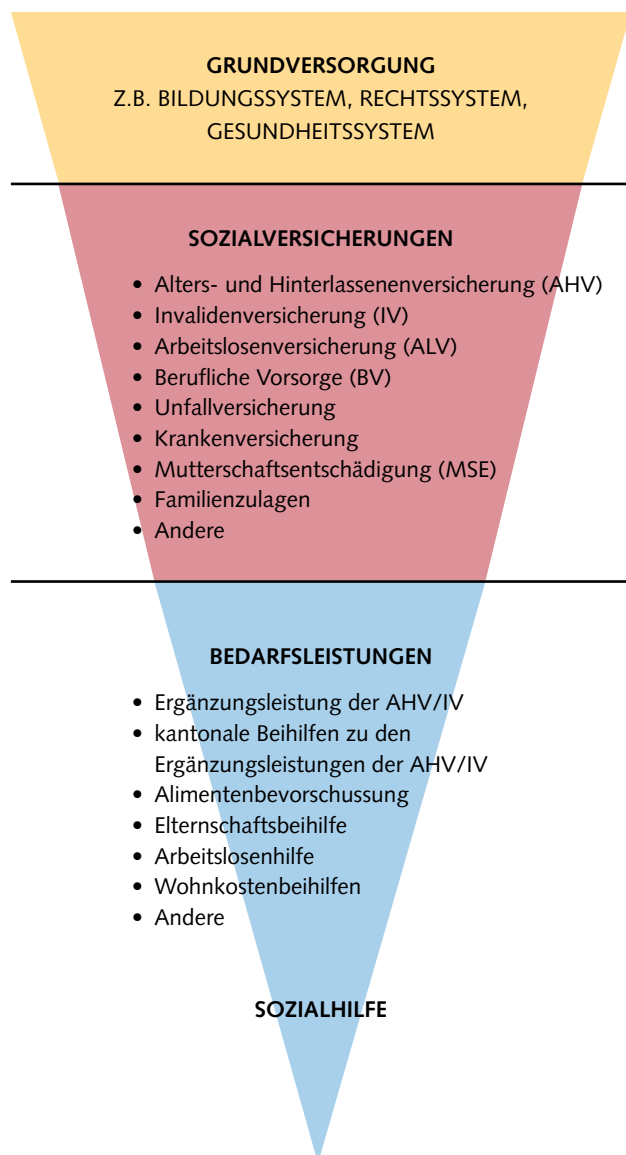 GRUNDVERSORGUNG
Z.B. BILDUNGSSYSTEM, RECHTSSYSTEM,
GESUNDHEITSSYSTEM
SOZIALVERSICHERUNGEN
• Alters- und Hinterlassenenversicherung (AHV)
• Invalidenversicherung (IV)
• Arbeitslosenversicherung (ALV)
• Berufliche Vorsorge (BV)
• Unfallversicherung
• Krankenversicherung
• Mutterschaftsentschädigung (MSE)
• Familienzulagen
• Andere
BEDARFSLEISTUNGEN
• Ergänzungsleistung der AHV/IV
• kantonale Beihilfen zu den
Ergänzungsleistungen der AHV/IV
• Alimentenbevorschussung
• Elternschaftsbeihilfe
• Arbeitslosenhilfe
• Wohnkostenbeihilfen
• Andere
SOZIALHILFE